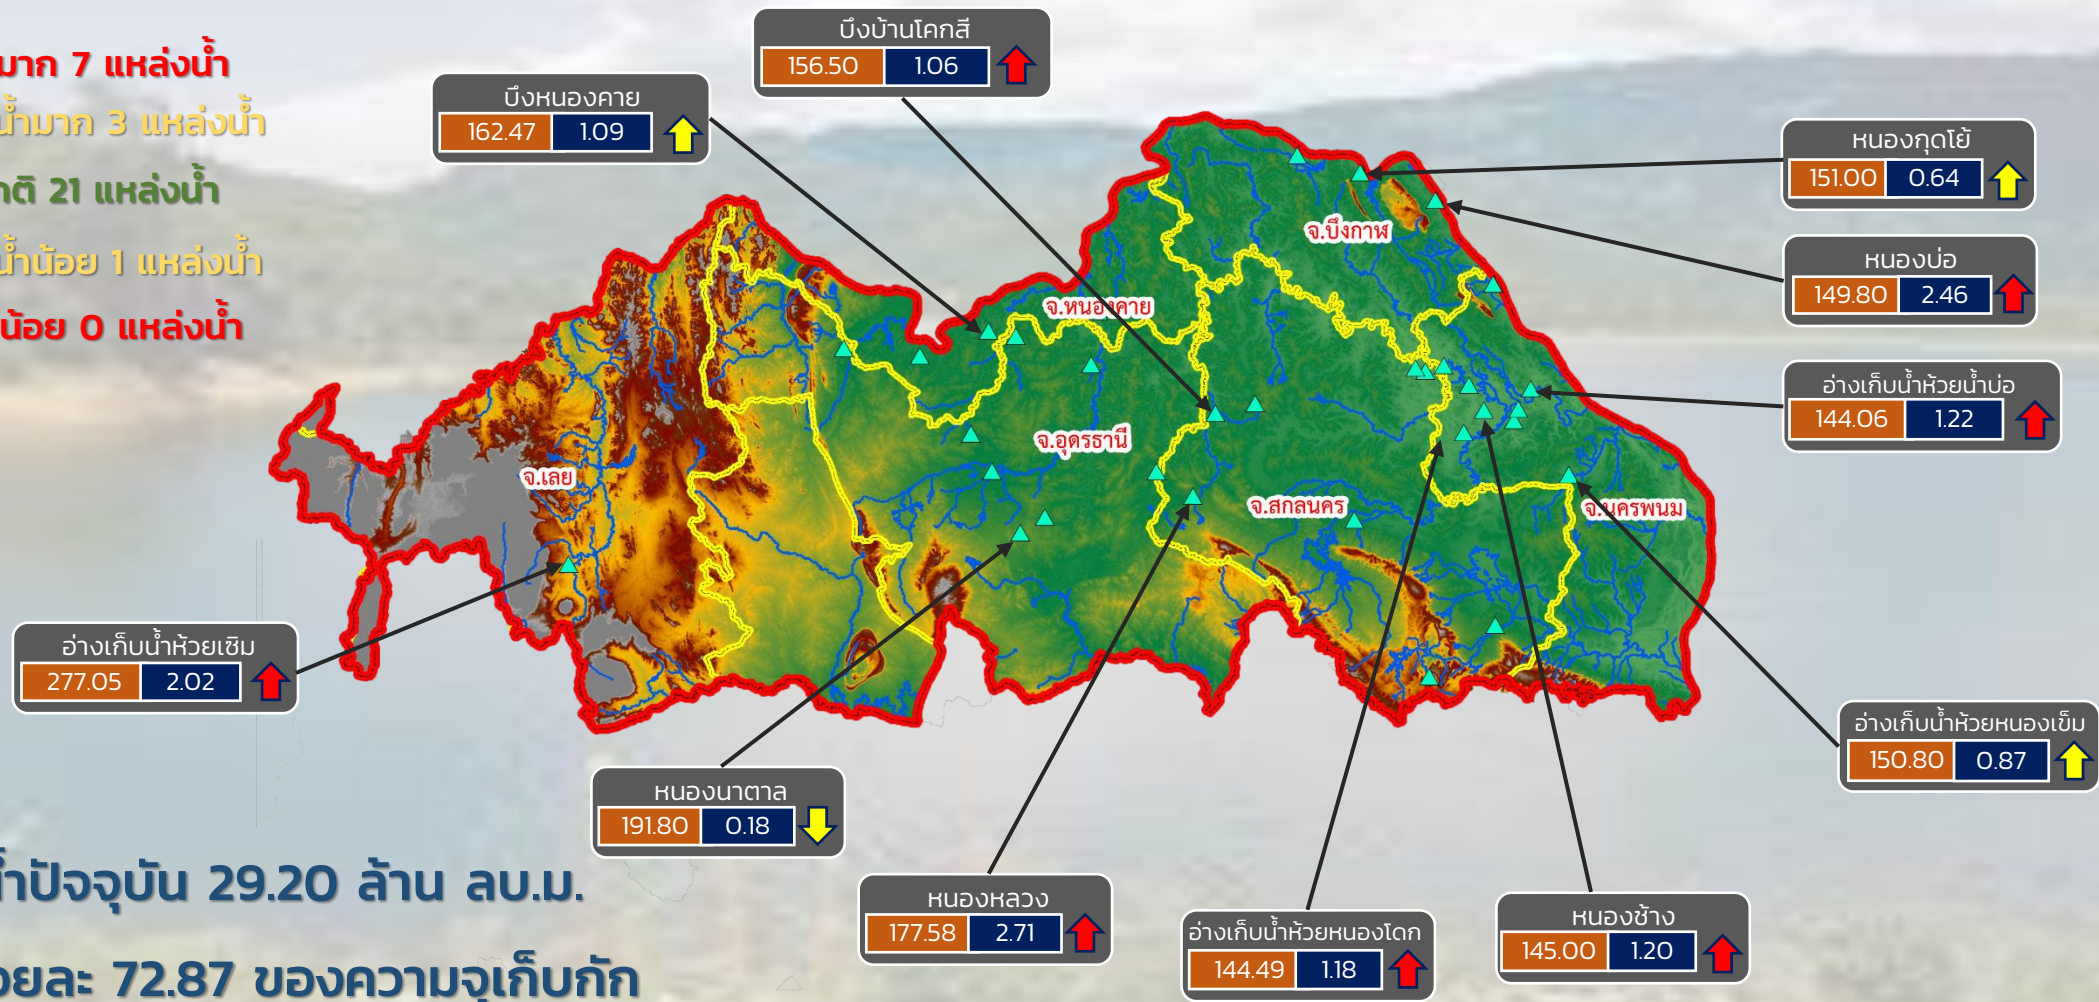 มาก 7 แหล่งน้ำ
น้ำมาก 3 แหล่งน้ำ
กติ 21 แหล่งน้ำ
น้ำน้อย 1 แหล่งน้ำ
น้อย 0 แหล่งน้ำ
บึงบ้านโคกสี
156.50 1.06
บึงหนองคาย
162.47 1.09
หนองกุดโย้
151.00 0.64
หนองบ่อ
149.80 2.46
อ่างเก็บน้ำห้วยน้ำบ่อ
144.06 1.22
จ.บึงกาฬ
จ.หนองคาย
จ.อุดรธานี
จ.เลย
จ.สกลนคร
จ.นครพนม
อ่างเก็บน้ำห้วยเซิม
277.05 2.02
อ่างเก็บน้ำห้วยหนองเข็ม
150.80 0.87
หนองนาตาล
191.80 0.18
หนองหลวง
177.58 2.71
อ่างเก็บน้ำห้วยหนองโดก
144.49 1.18
หนองช้าง
145.00 1.20
น้ำปัจจุบัน 29.20 ล้าน ลบ.ม.
อยละ 72.87 ของความจุเก็บกัก